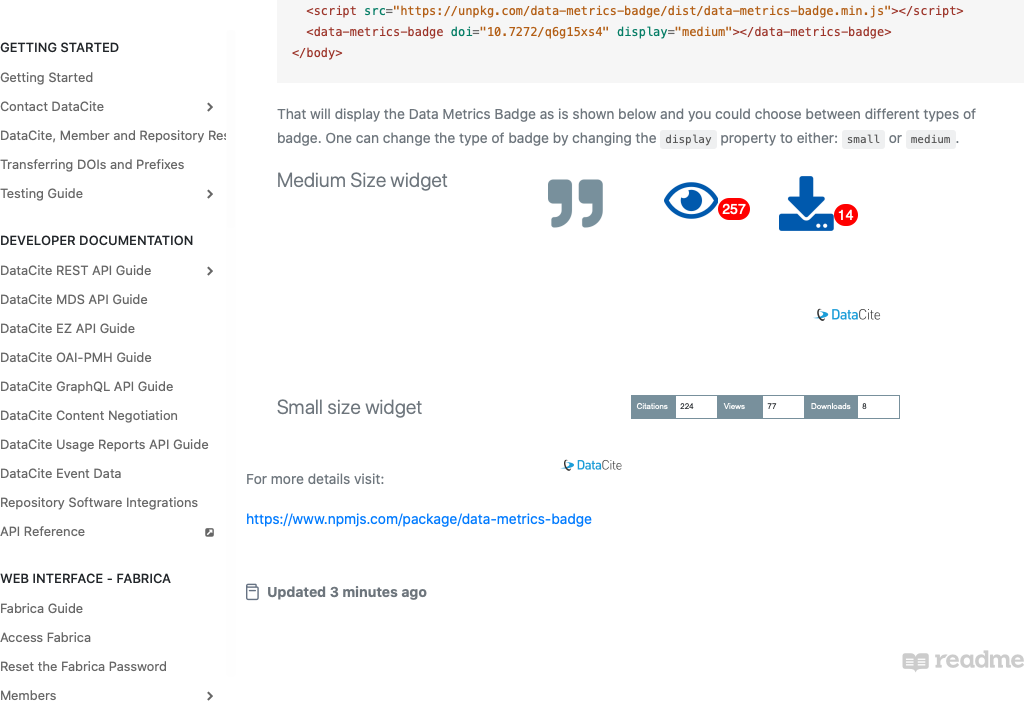 <script src="https://unpkg.com/data-metrics-badge/dist/data-metrics-badge.min.js"></script>
<data-metrics-badge doi="10.7272/q6g15xs4" display="medium"></data-metrics-badge>
</body>
GETTING STARTED
Getting Started
Contact DataCite
DataCite, Member and Repository Res
Transferring DOIs and Prefixes
Testing Guide
DEVELOPER DOCUMENTATION
DataCite REST API Guide
DataCite MDS API Guide
DataCite EZ API Guide
DataCite OAI-PMH Guide
DataCite GraphQL API Guide
DataCite Content Negotiation
DataCite Usage Reports API Guide
DataCite Event Data
Repository Software Integrations
API Reference
WEB INTERFACE - FABRICA
Fabrica Guide
Access Fabrica
Reset the Fabrica Password
Members
That will display the Data Metrics Badge as is shown below and you could choose between different types of
badge. One can change the type of badge by changing the display property to either: small or medium.
Medium Size widget
257
14
DataCite
Small size widget
Citations 224 Views 77 Downloads 8
DataCite
For more details visit:
https://www.npmjs.com/package/data-metrics-badge
Updated 3 minutes ago
readme